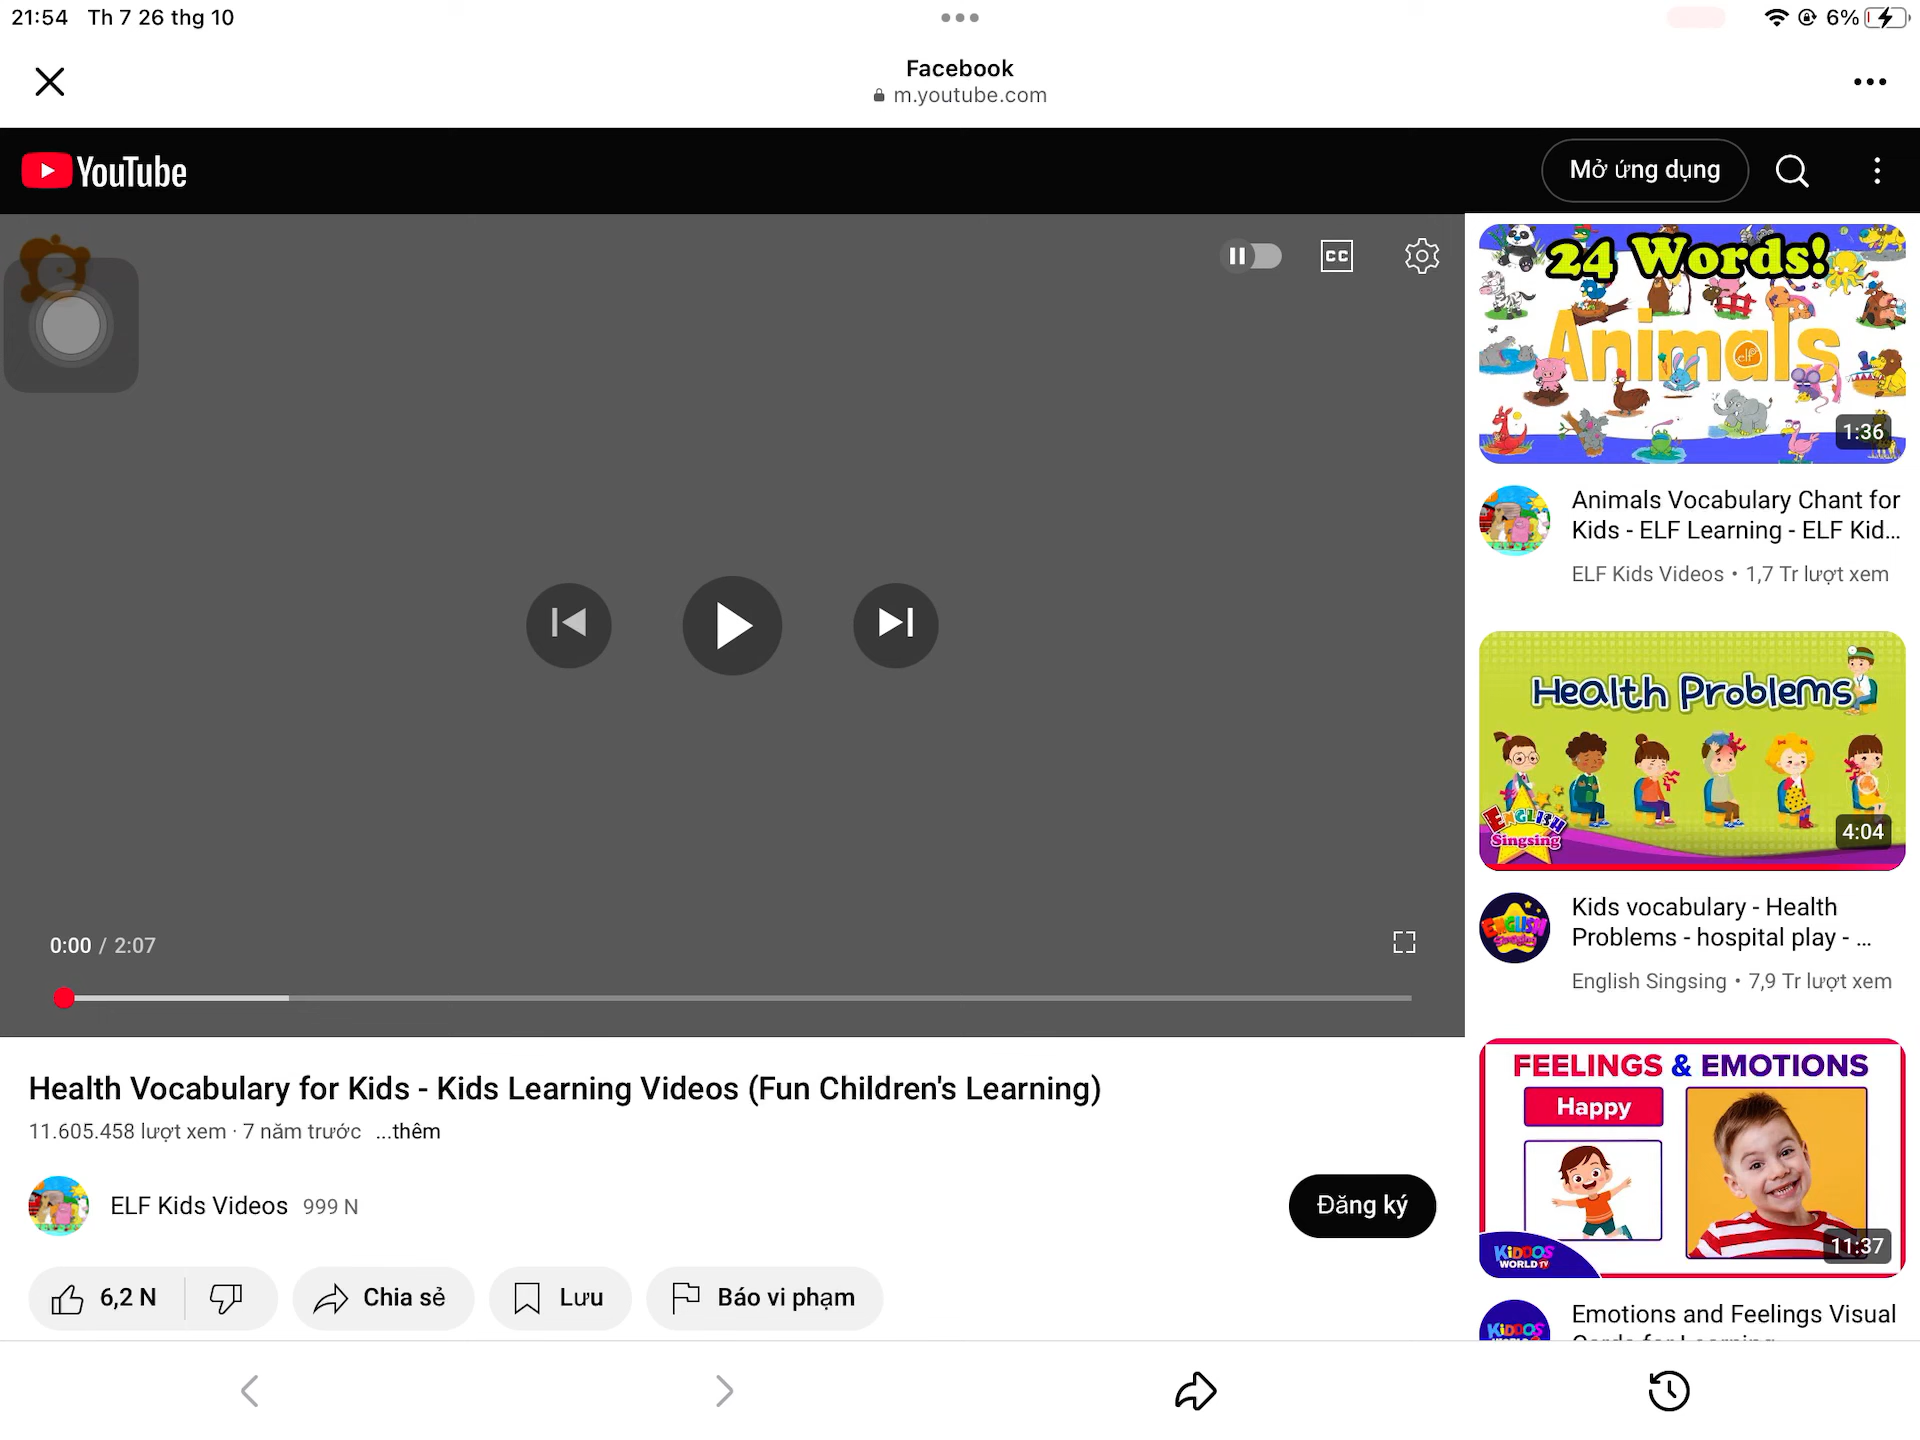 21:54 Th 7 26 thg 10
6%
Facebook
m.youtube.com
YouTube
Mở ứng dụng
CC
0:00 / 2:07
Health Vocabulary for Kids - Kids Learning Videos (Fun Children's Learning)
11.605.458 lượt xem · 7 năm trước ...thêm
ELF Kids Videos 999 N
Đăng ký
6,2 N
Chia sẻ
Lưu
Báo vi phạm
24 Words!
Animals
elf
1:36
Animals Vocabulary Chant for
Kids - ELF Learning - ELF Kid...
ELF Kids Videos • 1,7 Tr lượt xem
Health Problems
ENGLISH
Singsing
4:04
Kids vocabulary - Health
Problems - hospital play - ...
English Singsing • 7,9 Tr lượt xem
FEELINGS & EMOTIONS
Happy
KiDDOS
WORLD TV
11:37
Emotions and Feelings Visual